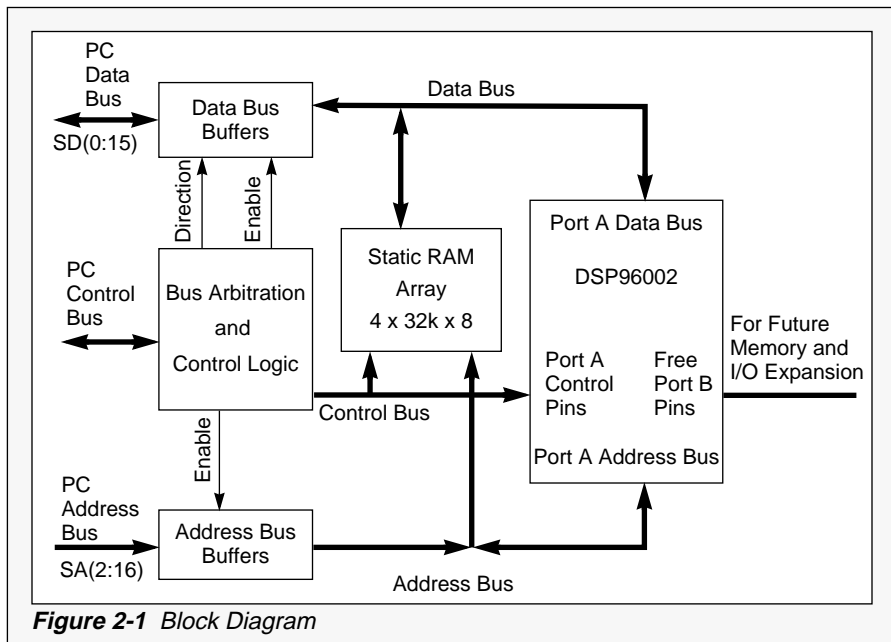 PC
Data
Bus
SD(0:15)
Data Bus
Buffers
Data Bus
Direction
Enable
PC
Control
Bus
Bus Arbitration
and
Control Logic
Static RAM
Array
4 x 32k x 8
Port A Data Bus
DSP96002
Port A
Control
Pins
Free
Port B
Pins
Port A Address Bus
For Future
Memory and
I/O Expansion
Control Bus
Enable
PC
Address
Bus
SA(2:16)
Address Bus
Buffers
Address Bus
Figure 2-1 Block Diagram